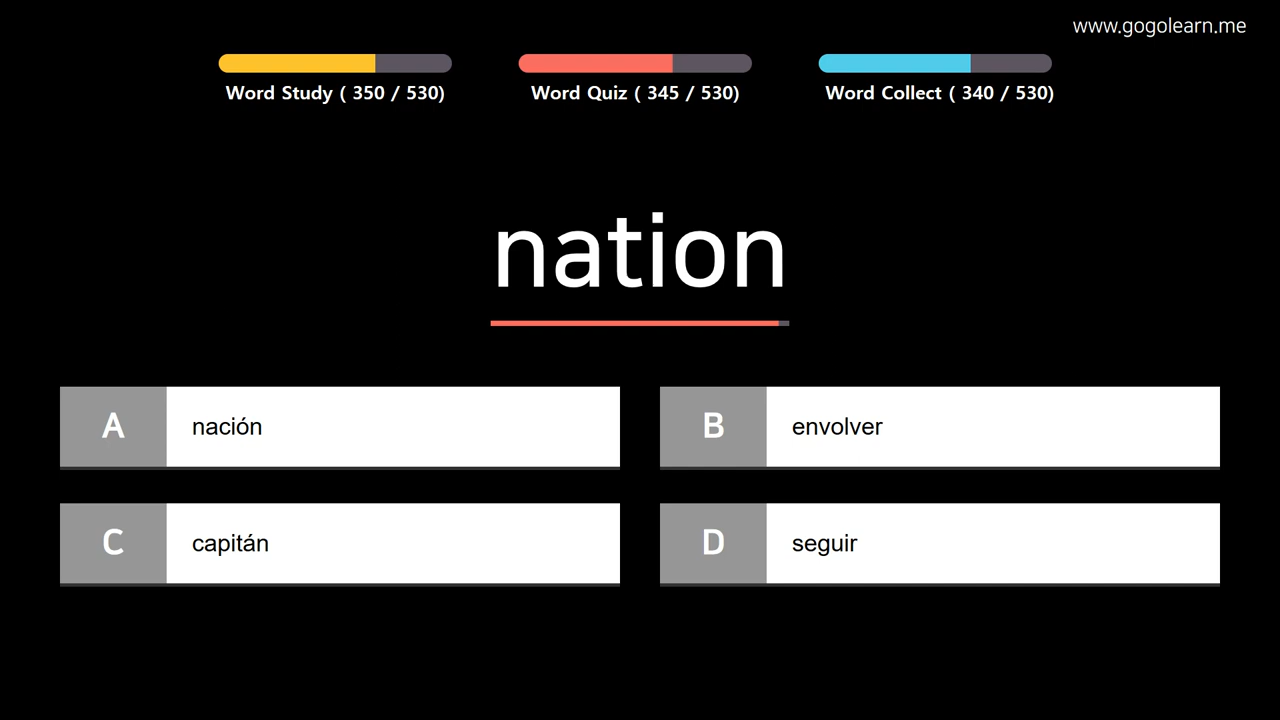 www.gogolearn.me
Word Study ( 350 / 530)
Word Quiz ( 345 / 530)
Word Collect ( 340 / 530)
nation
A nación
B envolver
C capitán
D seguir